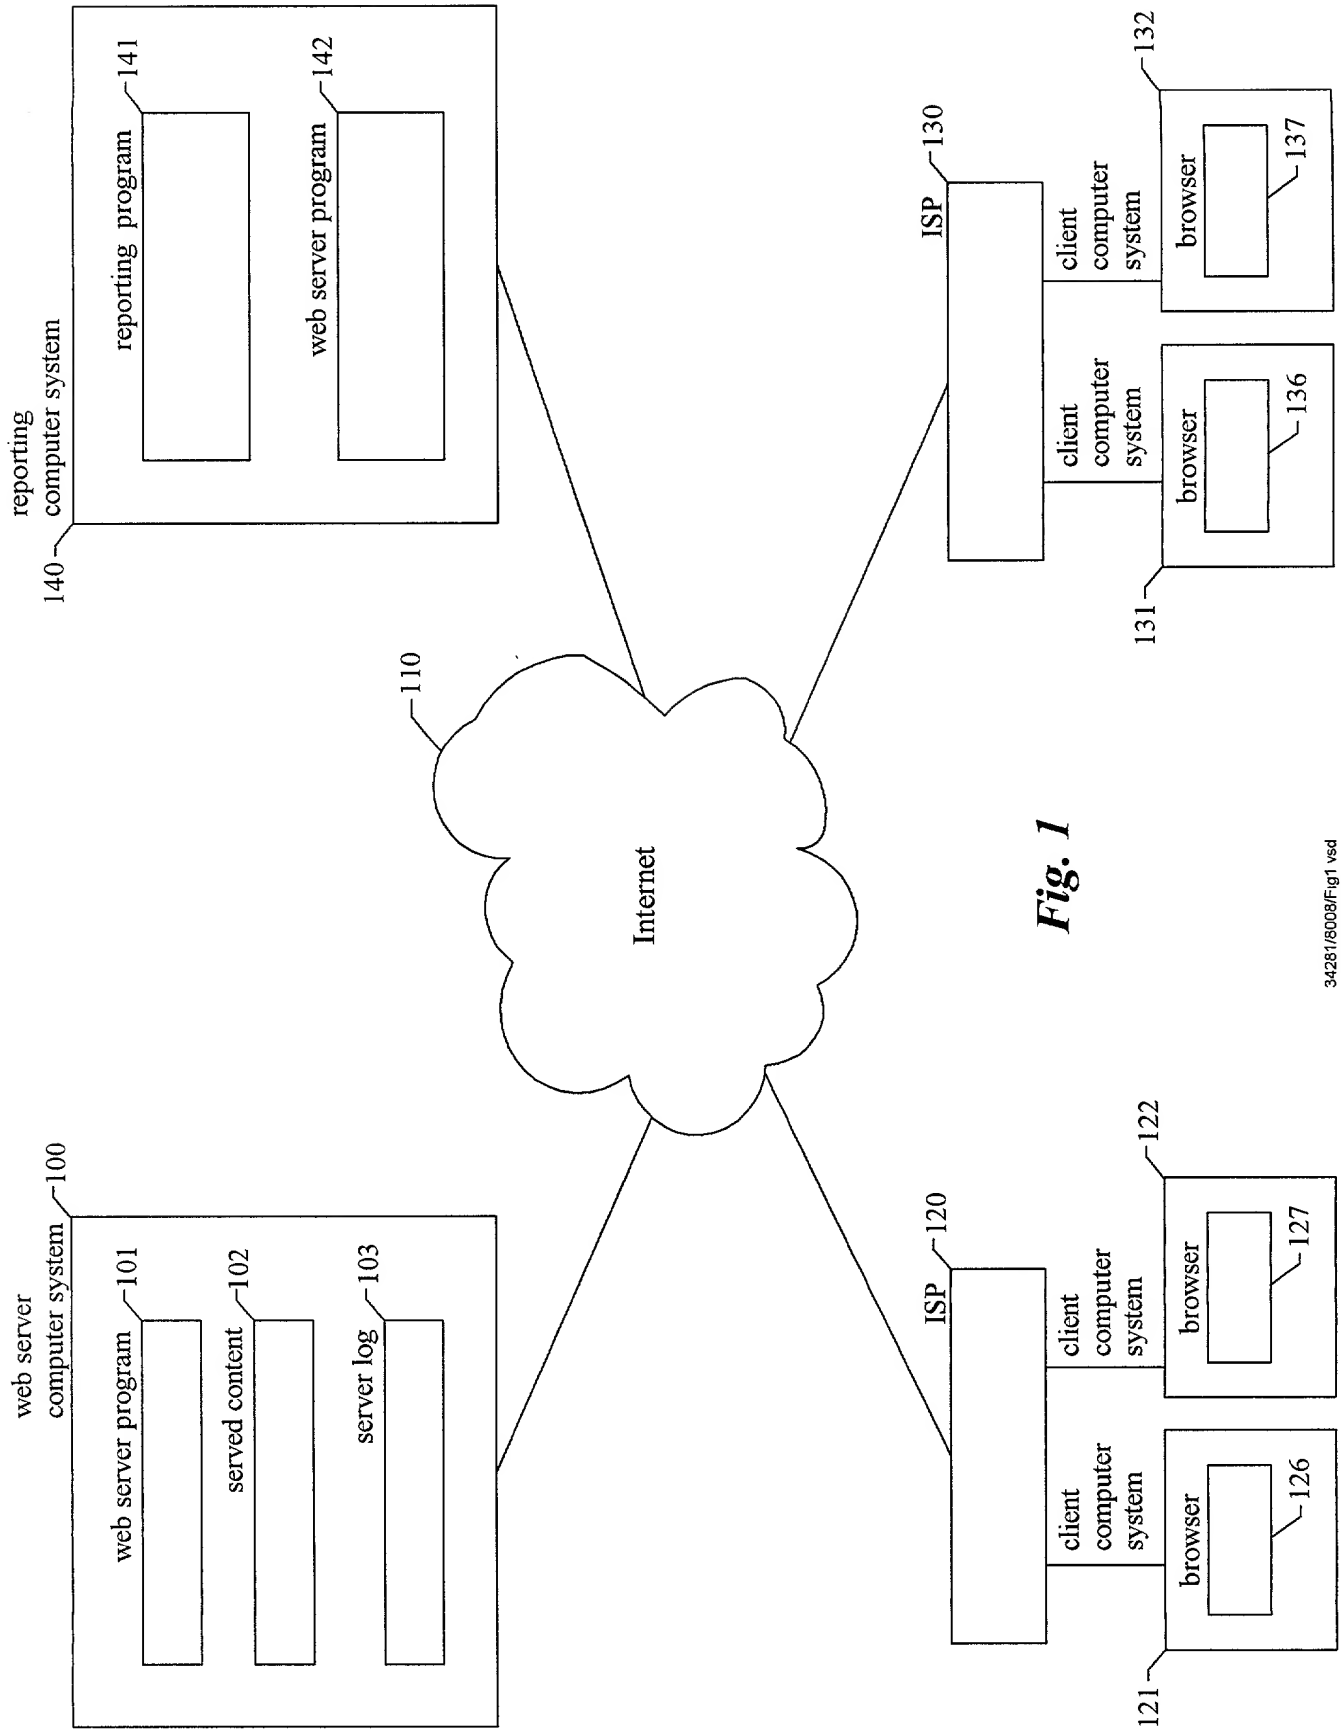 web server
computer system
100
web server program
101
served content
102
server log
103
reporting
computer system
140
reporting program
141
web server program
142
110
Internet
ISP
120
client
computer
system
client
computer
system
121
browser
126
122
browser
127
ISP
130
client
computer
system
client
computer
system
131
browser
136
132
browser
137
Fig. 1
34281/8008/Fig1 vsd